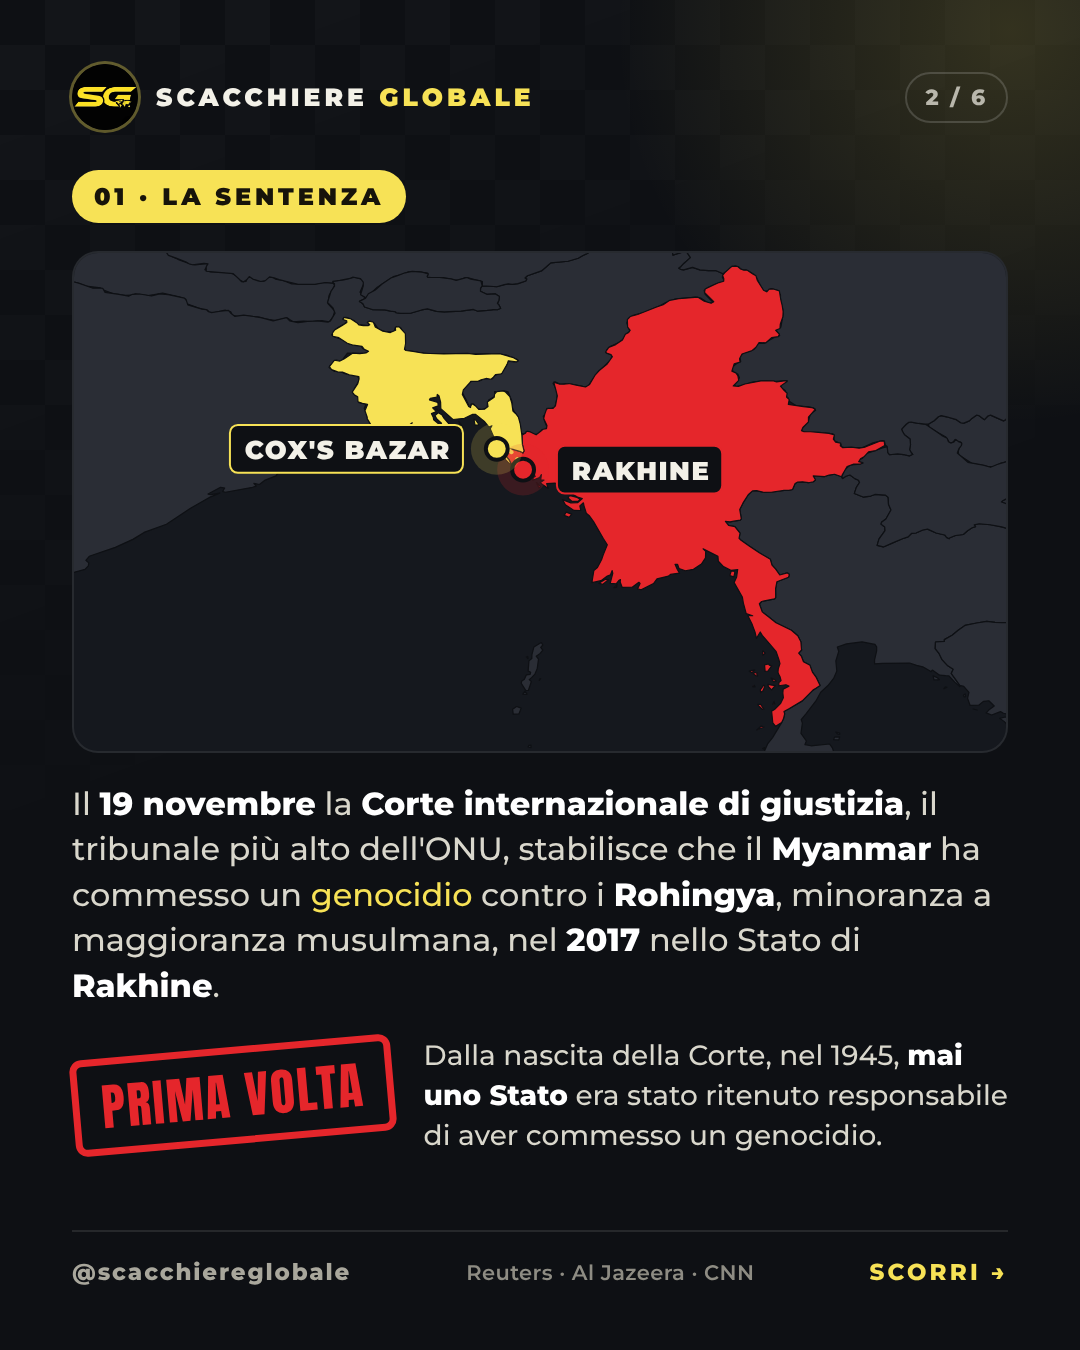 SG
SCACCHIERE GLOBALE
2 / 6
01 • LA SENTENZA
COX'S BAZAR
RAKHINE
Il 19 novembre la Corte internazionale di giustizia, il
tribunale più alto dell'ONU, stabilisce che il Myanmar ha
commesso un genocidio contro i Rohingya, minoranza a
maggioranza musulmana, nel 2017 nello Stato di
Rakhine.
PRIMA VOLTA
Dalla nascita della Corte, nel 1945, mai
uno Stato era stato ritenuto responsabile
di aver commesso un genocidio.
@scacchiereglobale
Reuters · Al Jazeera · CNN
SCORRI →